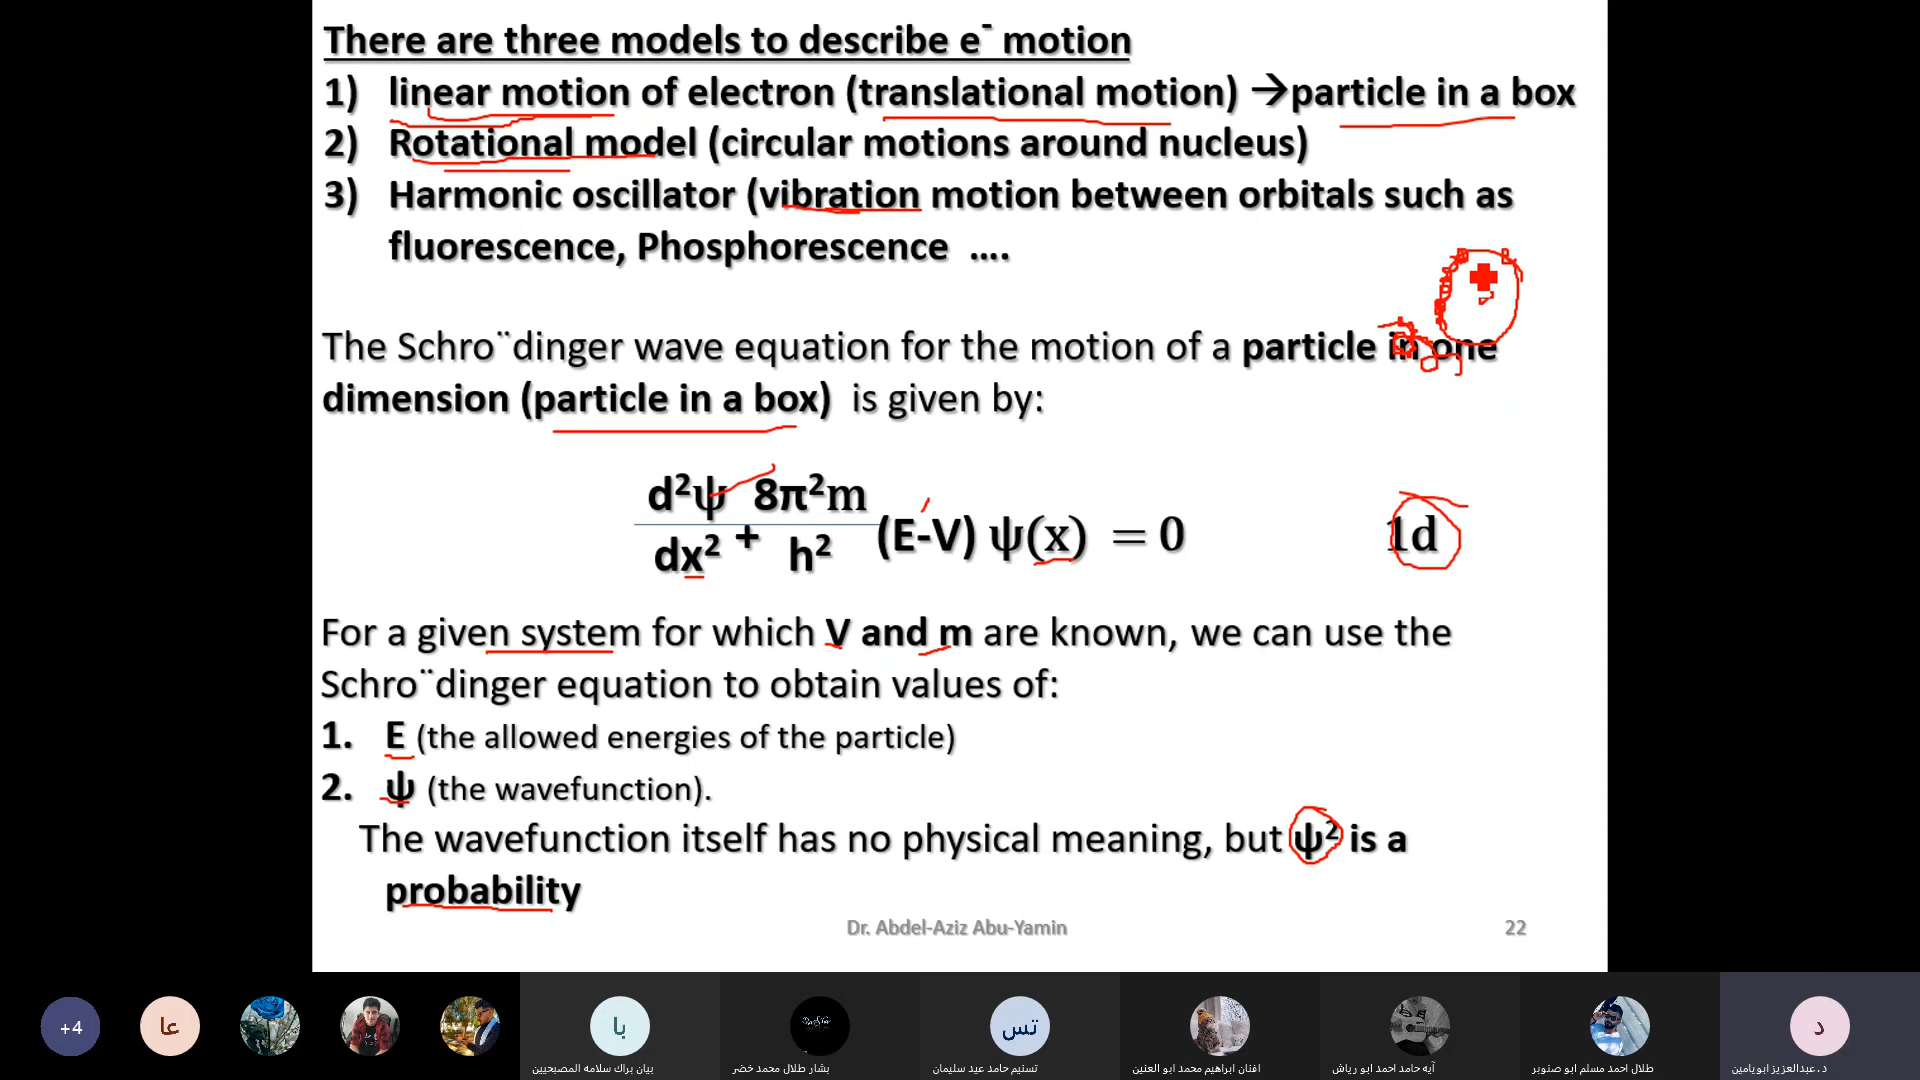 There are three models to describe e⁻ motion
1) linear motion of electron (translational motion) →particle in a box
2) Rotational model (circular motions around nucleus)
3) Harmonic oscillator (vibration motion between orbitals such as
fluorescence, Phosphorescence ....
The Schro¨dinger wave equation for the motion of a particle in one
dimension (particle in a box) is given by:
d²ψ/dx² + 8π²m/h² (E-V) ψ(x) = 0 1d
For a given system for which V and m are known, we can use the
Schro¨dinger equation to obtain values of:
1. E (the allowed energies of the particle)
2. ψ (the wavefunction).
The wavefunction itself has no physical meaning, but ψ² is a
probability
Dr. Abdel-Aziz Abu-Yamin 22
+4 عا با تس د
بيان براك سلامه المصبحيين بشار طلال محمد خضر تسنيم حامد عيد سليمان افنان ابراهيم محمد ابو العنين آيه حامد احمد ابو رياش طلال احمد مسلم ابو صنوبر د.عبدالعزيز ابويامين